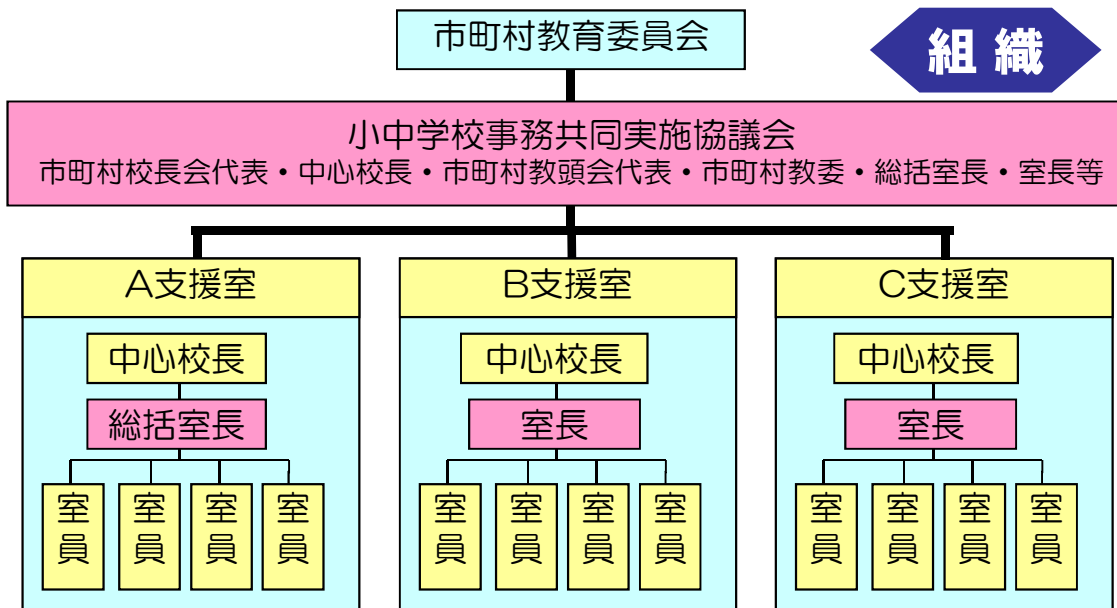 市町村教育委員会
組織
小中学校事務共同実施協議会
市町村校長会代表・中心校長・市町村教頭会代表・市町村教委・総括室長・室長等
A支援室
B支援室
C支援室
中心校長
中心校長
中心校長
総括室長
室長
室長
室員
室員
室員
室員
室員
室員
室員
室員
室員
室員
室員
室員